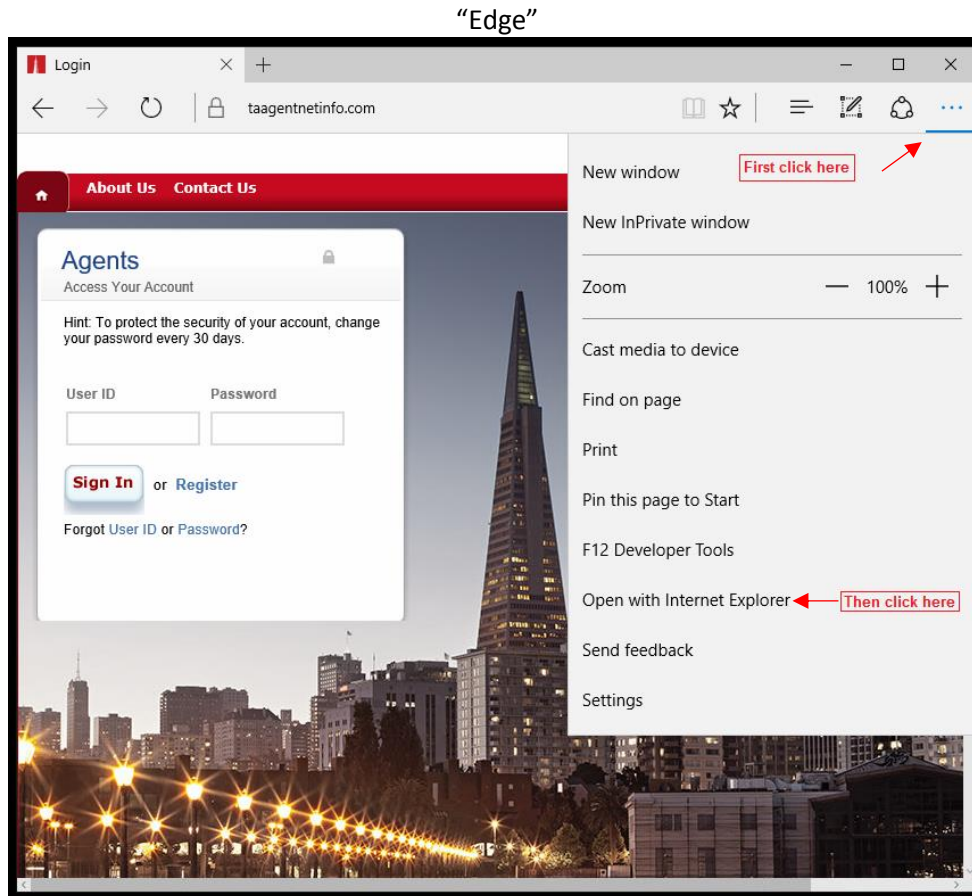 “Edge”
Login
taagentnetinfo.com
New window
First click here
About Us Contact Us
New InPrivate window
Agents
Access Your Account
Zoom 100%
Hint: To protect the security of your account, change
your password every 30 days.
Cast media to device
User ID Password
Find on page
Print
Sign In or Register
Pin this page to Start
Forgot User ID or Password?
F12 Developer Tools
Open with Internet Explorer
Then click here
Send feedback
Settings